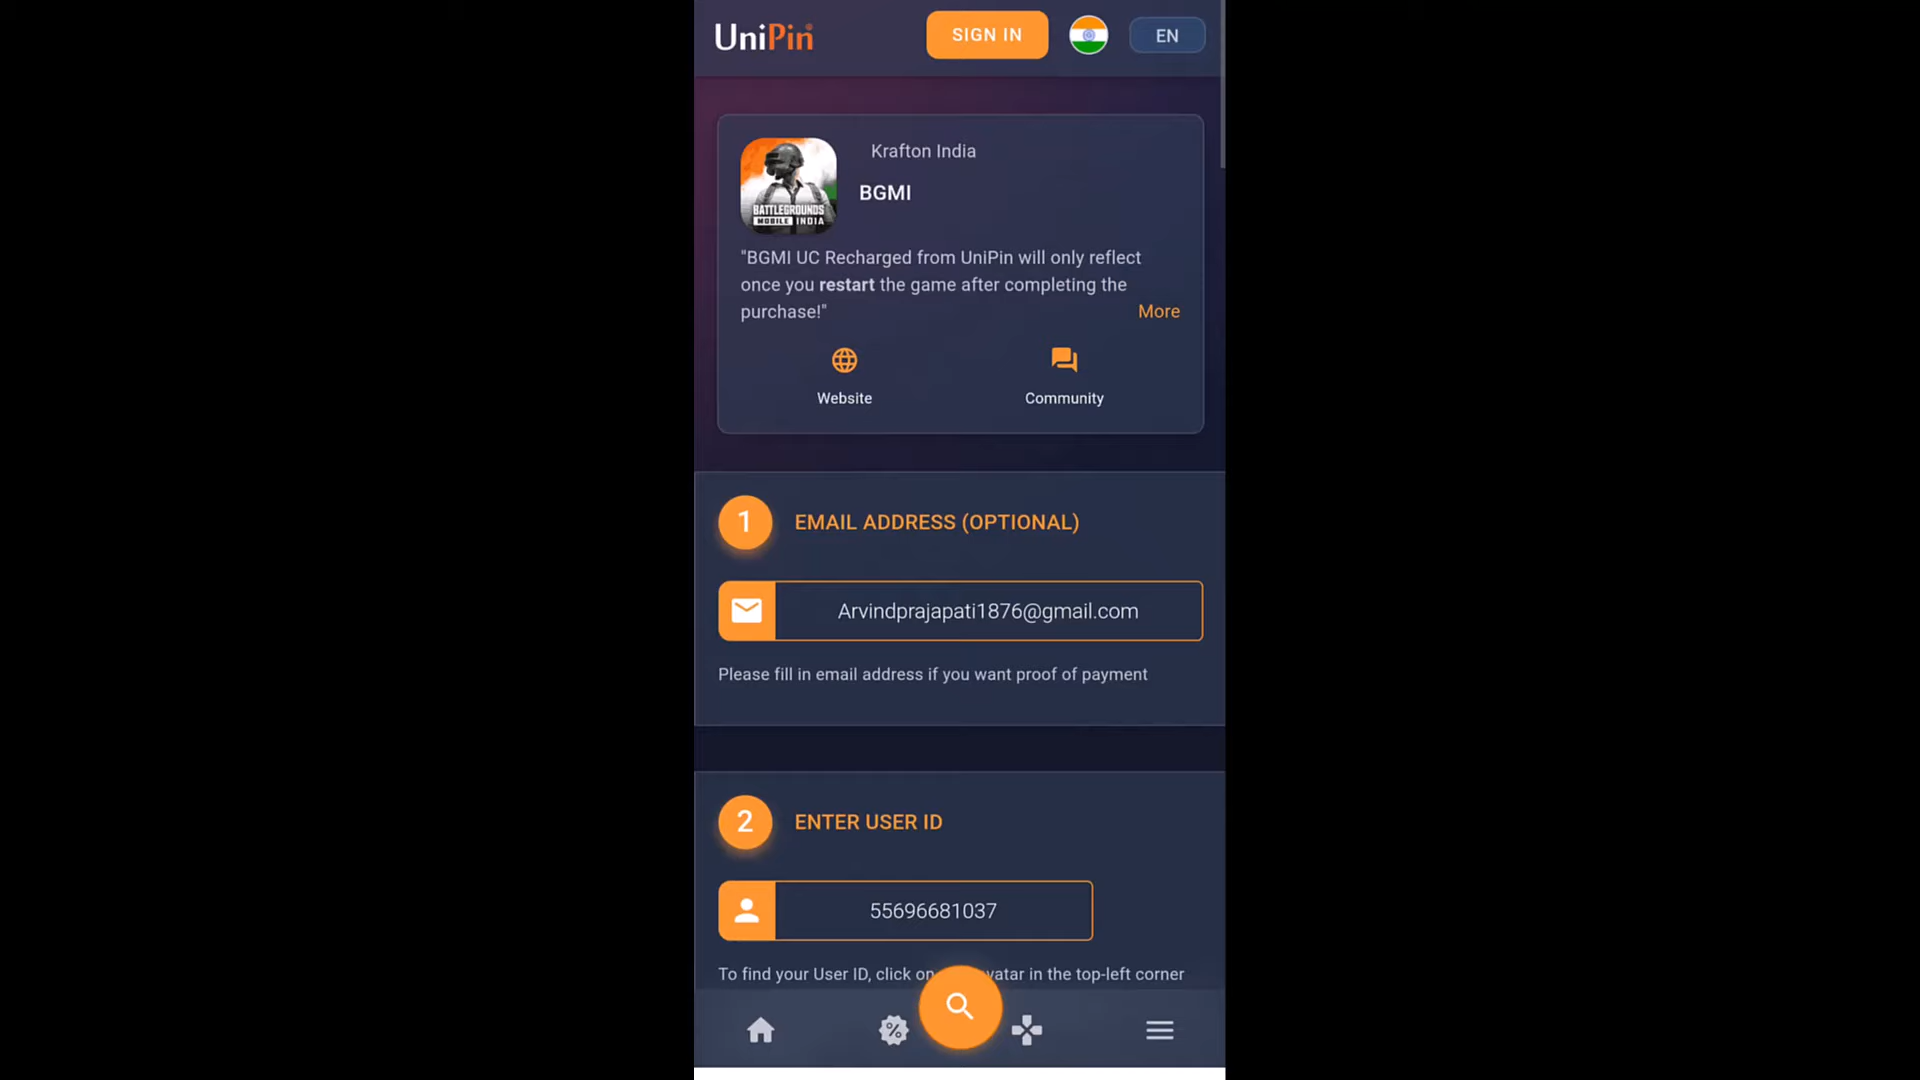 UniPin
SIGN IN
EN
Krafton India
BGMI
BATTLEGROUNDS
MOBILE INDIA
"BGMI UC Recharged from UniPin will only reflect
once you restart the game after completing the
purchase!"
More
Website
Community
1
EMAIL ADDRESS (OPTIONAL)
Arvindprajapati1876@gmail.com
Please fill in email address if you want proof of payment
2
ENTER USER ID
55696681037
To find your User ID, click on avatar in the top-left corner